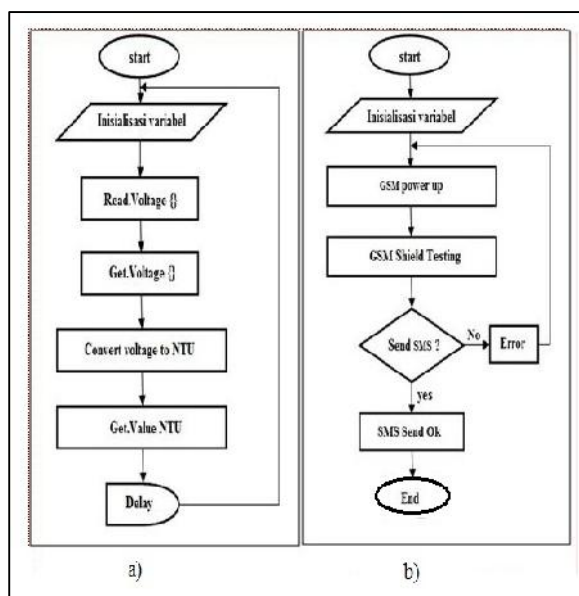 start
Inisialisasi variabel
Read.Voltage {}
Get.Voltage {}
Convert voltage to NTU
Get.Value NTU
Delay
a)
start
Inisialisasi variabel
GSM power up
GSM Shield Testing
Send SMS ?
No
Error
yes
SMS Send Ok
End
b)